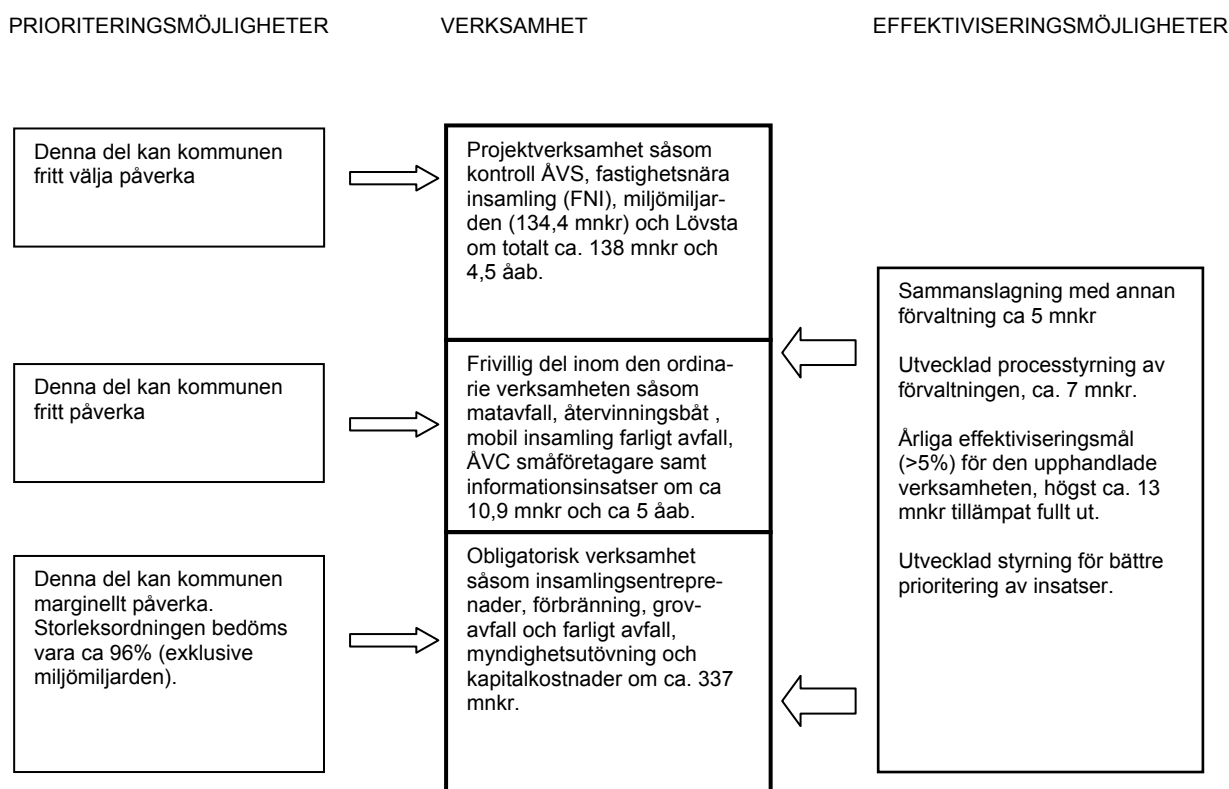 PRIORITERINGSMÖJLIGHETER
VERKSAMHET
EFFEKTIVISERINGSMÖJLIGHETER
Denna del kan kommunen
fritt välja påverka
Projektverksamhet såsom
kontroll ÅVS, fastighetsnära
insamling (FNI), miljömiljar-
den (134,4 mnkr) och Lövsta
om totalt ca. 138 mnkr och
4,5 åab.
Denna del kan kommunen
fritt påverka
Frivillig del inom den ordina-
rie verksamheten såsom
matavfall, återvinningsbåt ,
mobil insamling farligt avfall,
ÅVC småföretagare samt
informationsinsatser om ca
10,9 mnkr och ca 5 åab.
Denna del kan kommunen
marginellt påverka.
Storleksordningen bedöms
vara ca 96% (exklusive
miljömiljarden).
Obligatorisk verksamhet
såsom insamlingsentrepre-
nader, förbränning, grov-
avfall och farligt avfall,
myndighetsutövning och
kapitalkostnader om ca. 337
mnkr.
Sammanslagning med annan
förvaltning ca 5 mnkr
Utvecklad processtyrning av
förvaltningen, ca. 7 mnkr.
Årliga effektiviseringsmål
(>5%) för den upphandlade
verksamheten, högst ca. 13
mnkr tillämpat fullt ut.
Utvecklad styrning för bättre
prioritering av insatser.